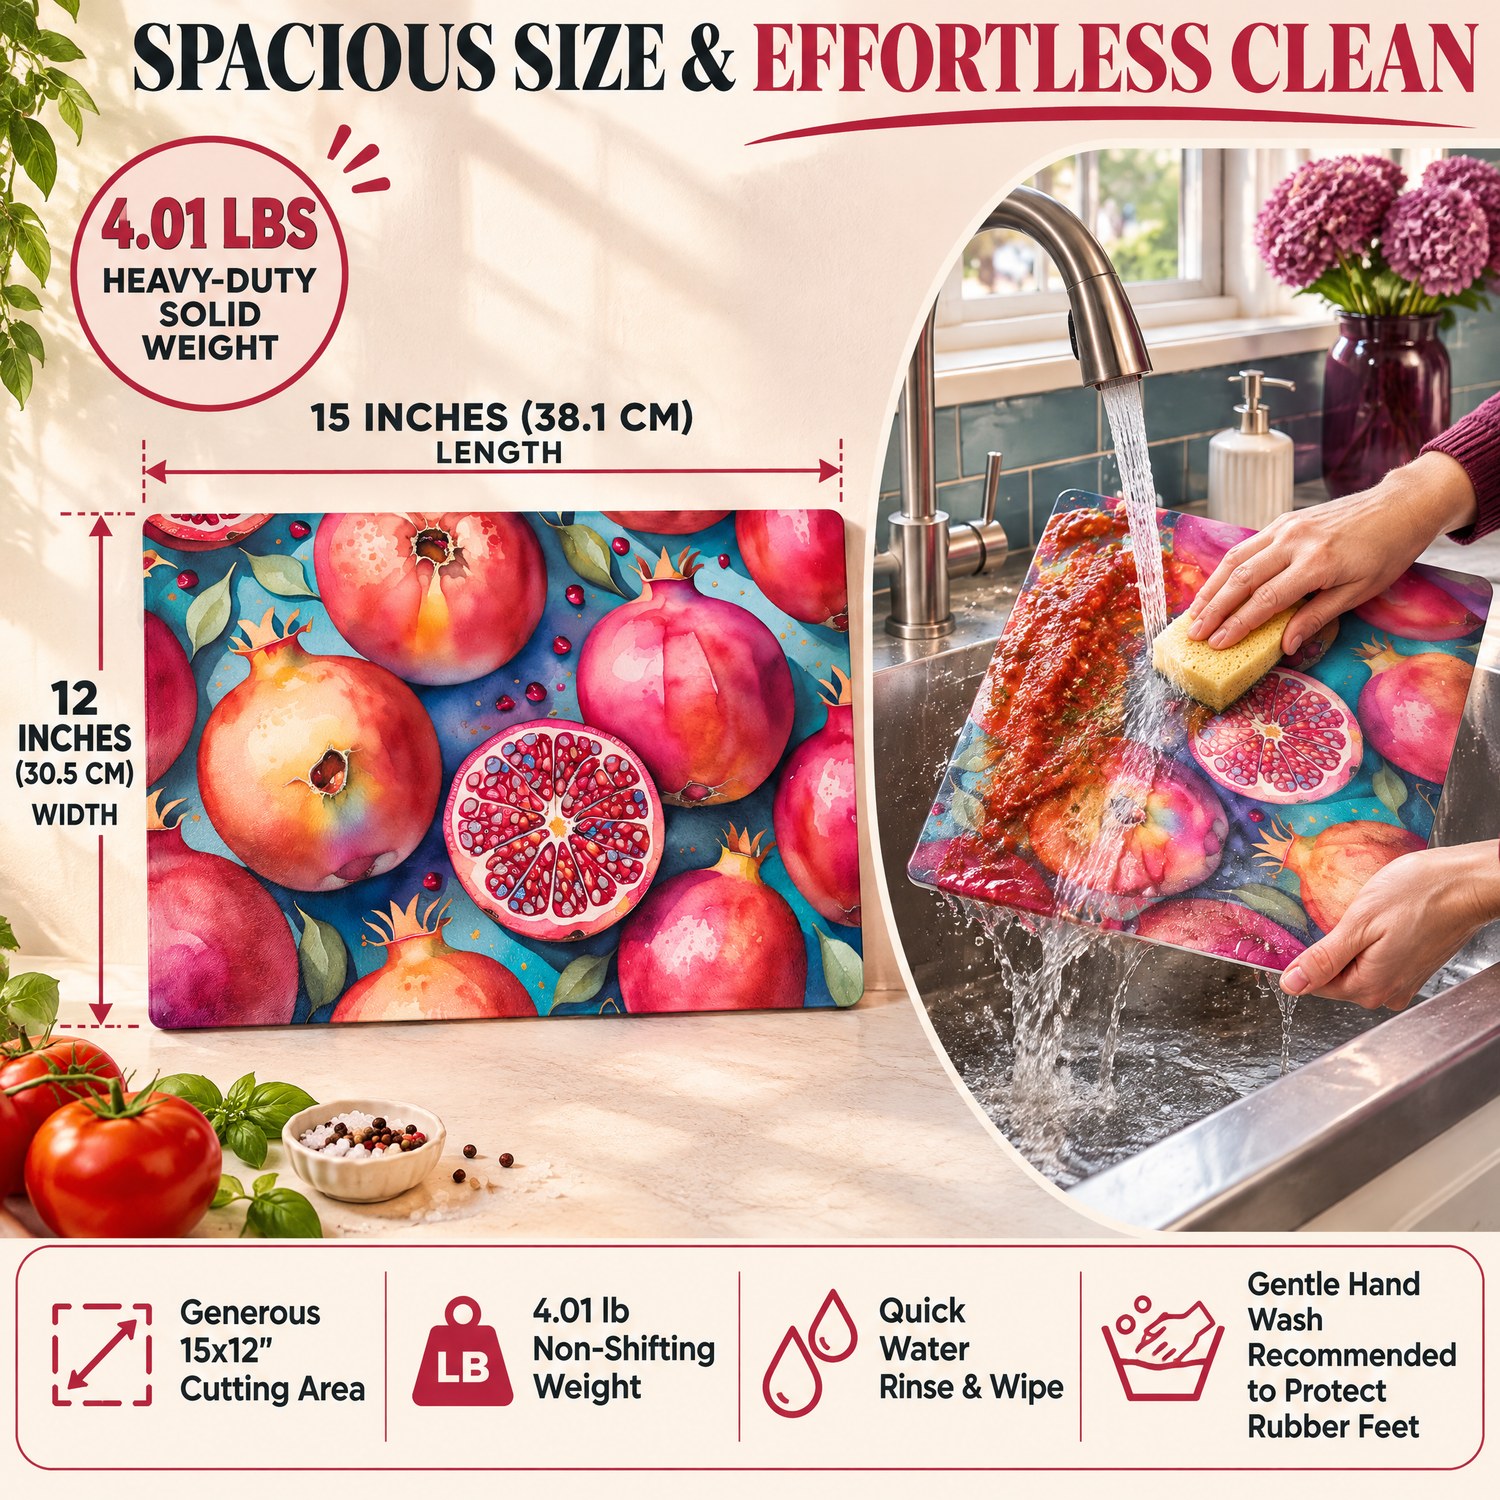 SPACIOUS SIZE & EFFORTLESS CLEAN
4.01 LBS
HEAVY-DUTY
SOLID
WEIGHT
15 INCHES (38.1 CM)
LENGTH
12
INCHES
(30.5 CM)
WIDTH
Generous
15x12"
Cutting Area
LB
4.01 lb
Non-Shifting
Weight
Quick
Water
Rinse & Wipe
Gentle Hand
Wash
Recommended
to Protect
Rubber Feet